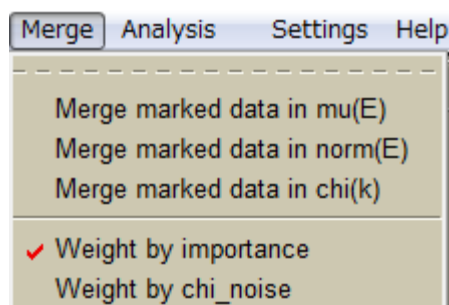 Merge Analysis Settings Help
Merge marked data in mu(E)
Merge marked data in norm(E)
Merge marked data in chi(k)
Weight by importance
Weight by chi_noise